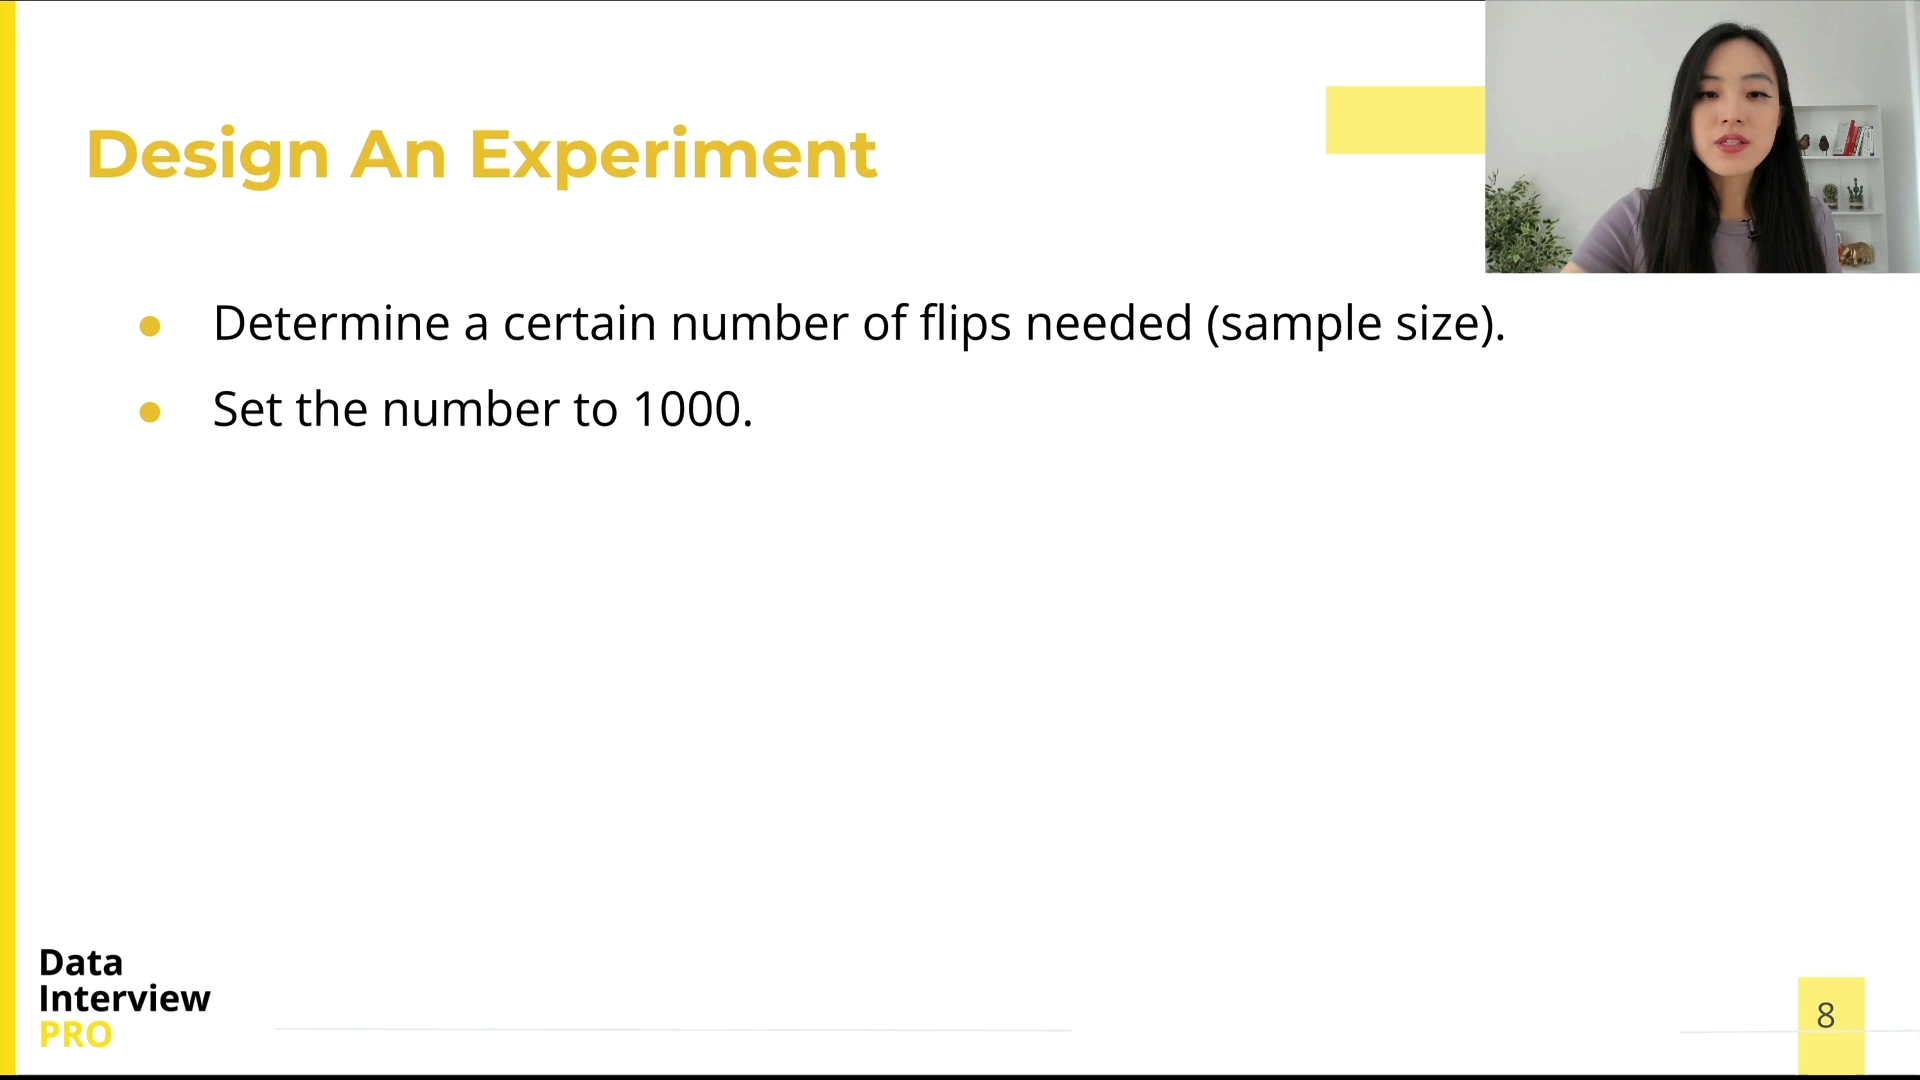 Design An Experiment
● Determine a certain number of flips needed (sample size).
● Set the number to 1000.
Data
Interview
PRO
8